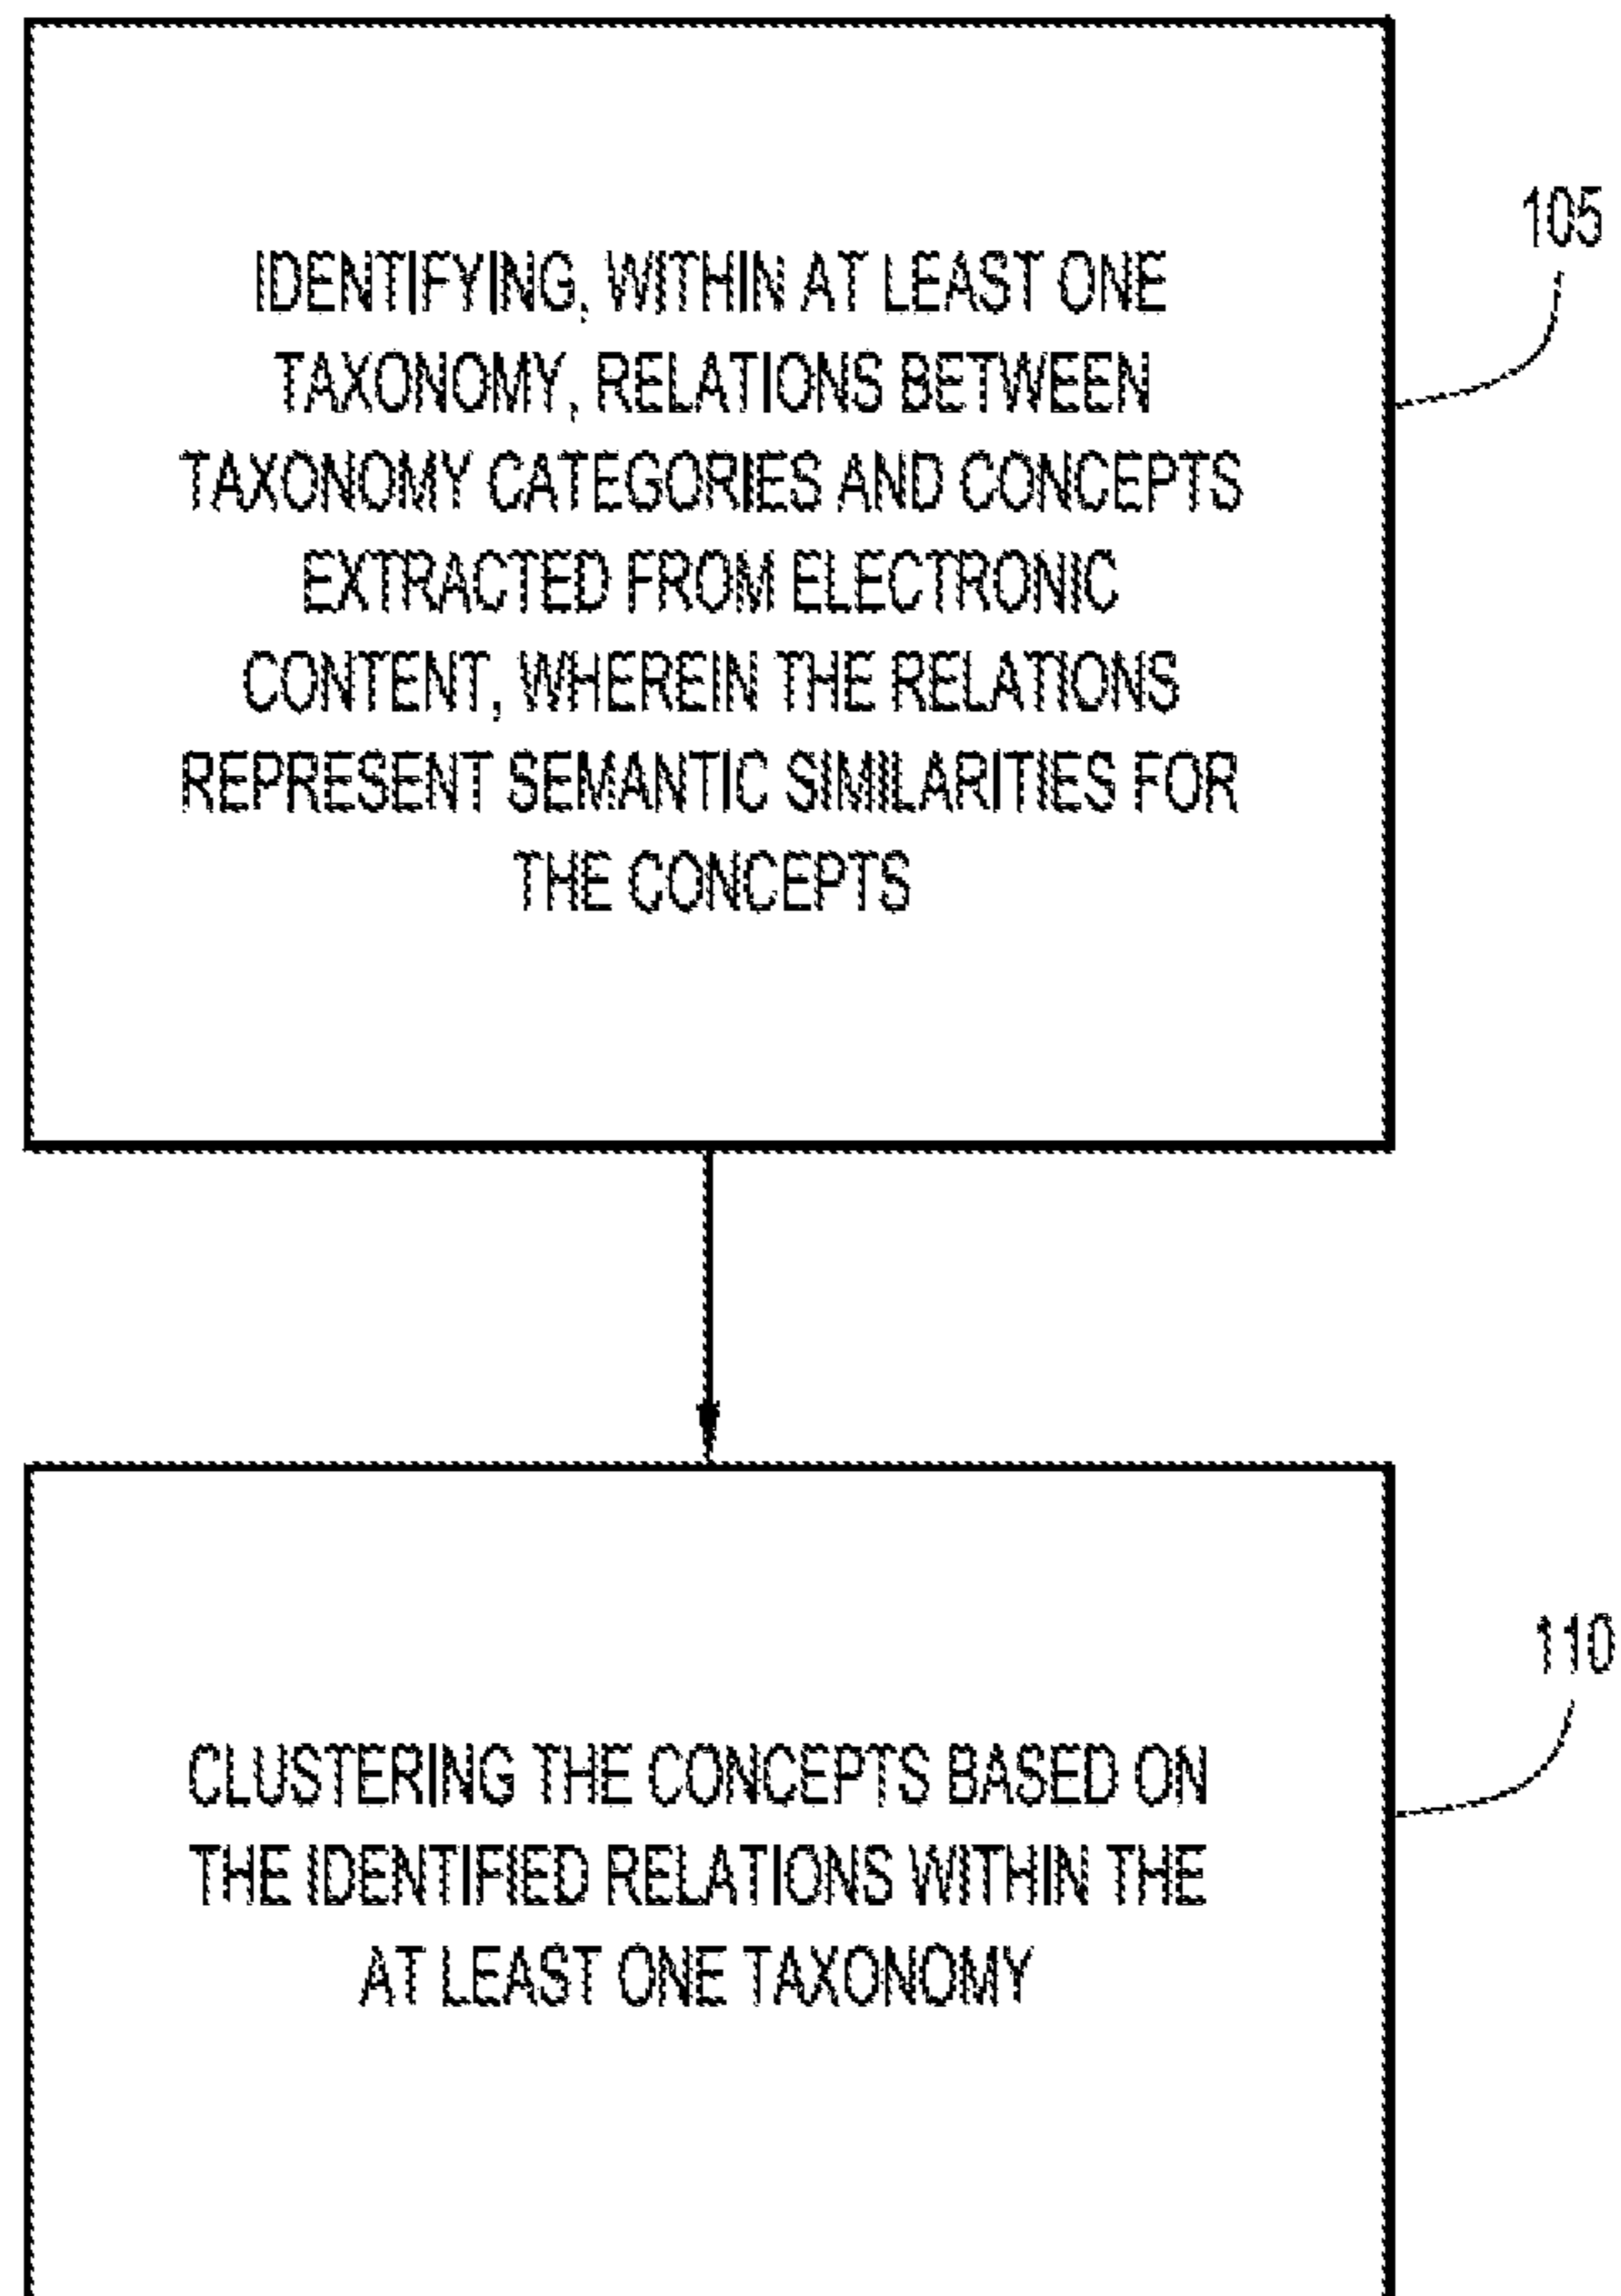 IDENTIFYING, WITHIN AT LEAST ONE
TAXONOMY, RELATIONS BETWEEN
TAXONOMY CATEGORIES AND CONCEPTS
EXTRACTED FROM ELECTRONIC
CONTENT, WHEREIN THE RELATIONS
REPRESENT SEMANTIC SIMILARITIES FOR
THE CONCEPTS
105
CLUSTERING THE CONCEPTS BASED ON
THE IDENTIFIED RELATIONS WITHIN THE
AT LEAST ONE TAXONOMY
110